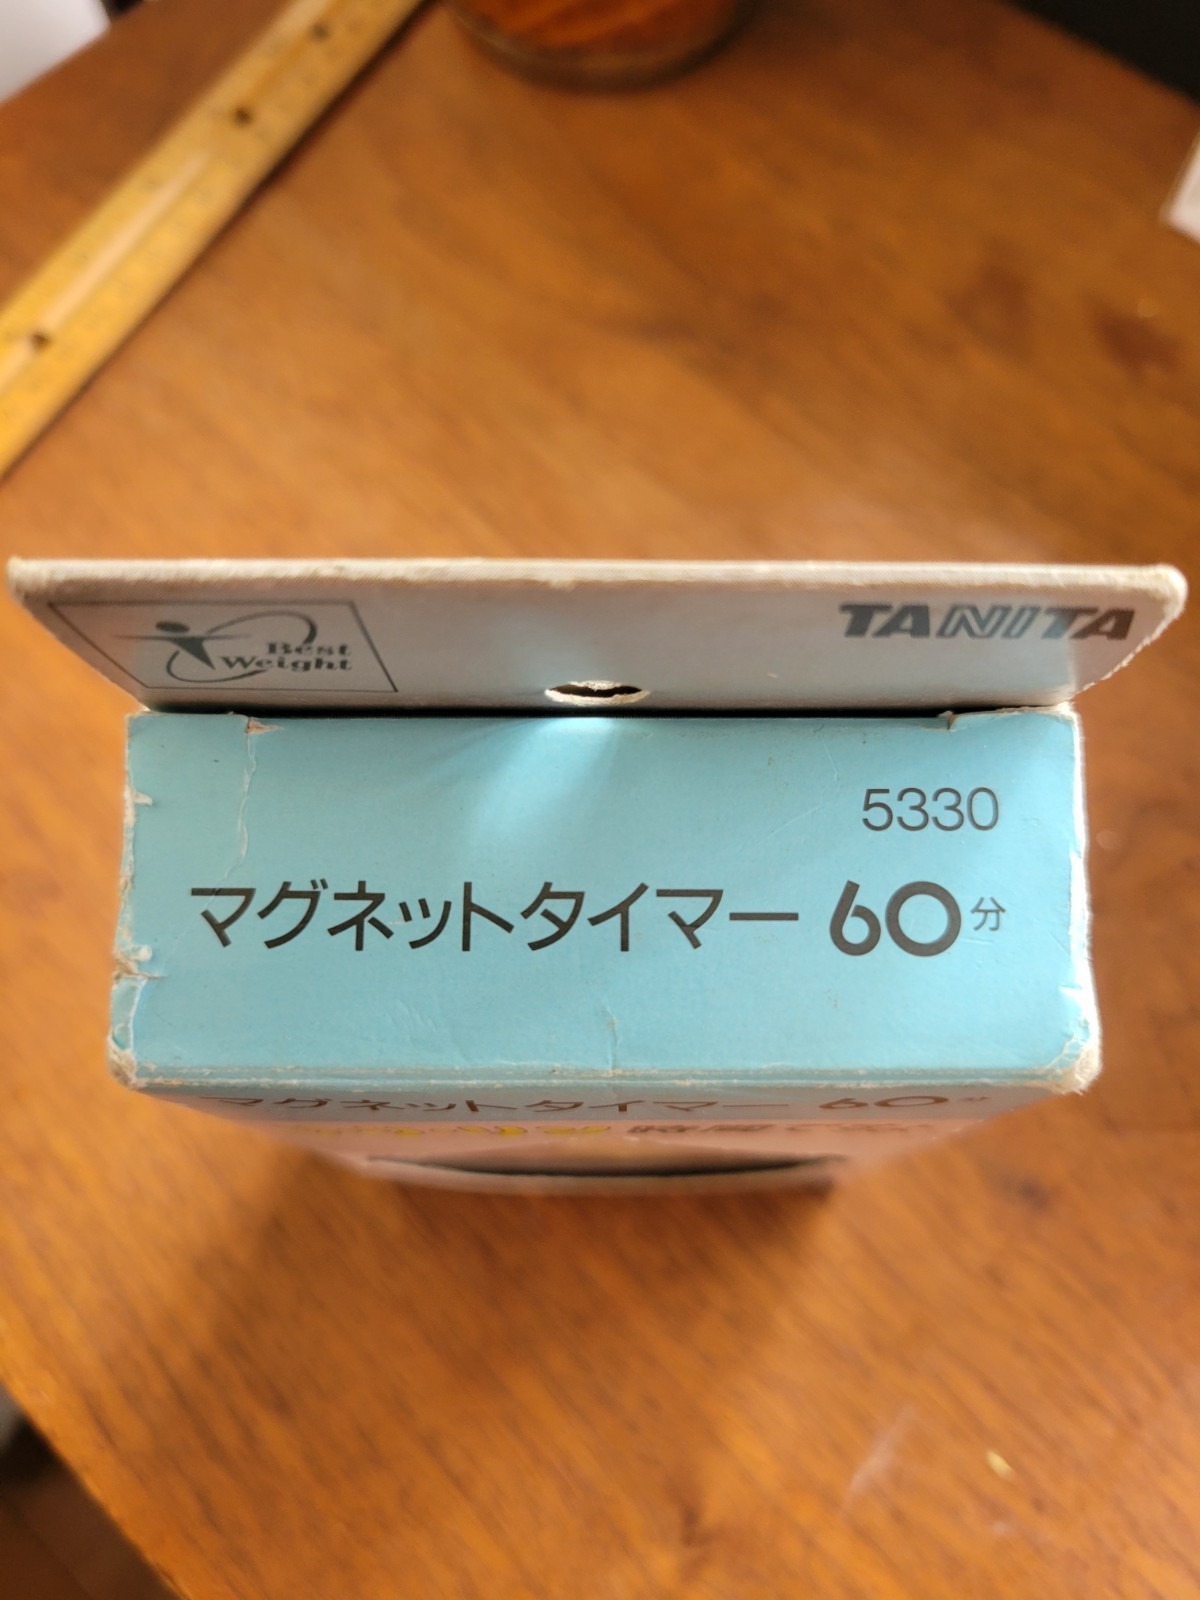 Best
Weight
TANITA
5330
マグネットタイマー 60分
マグネットタイマー 60分